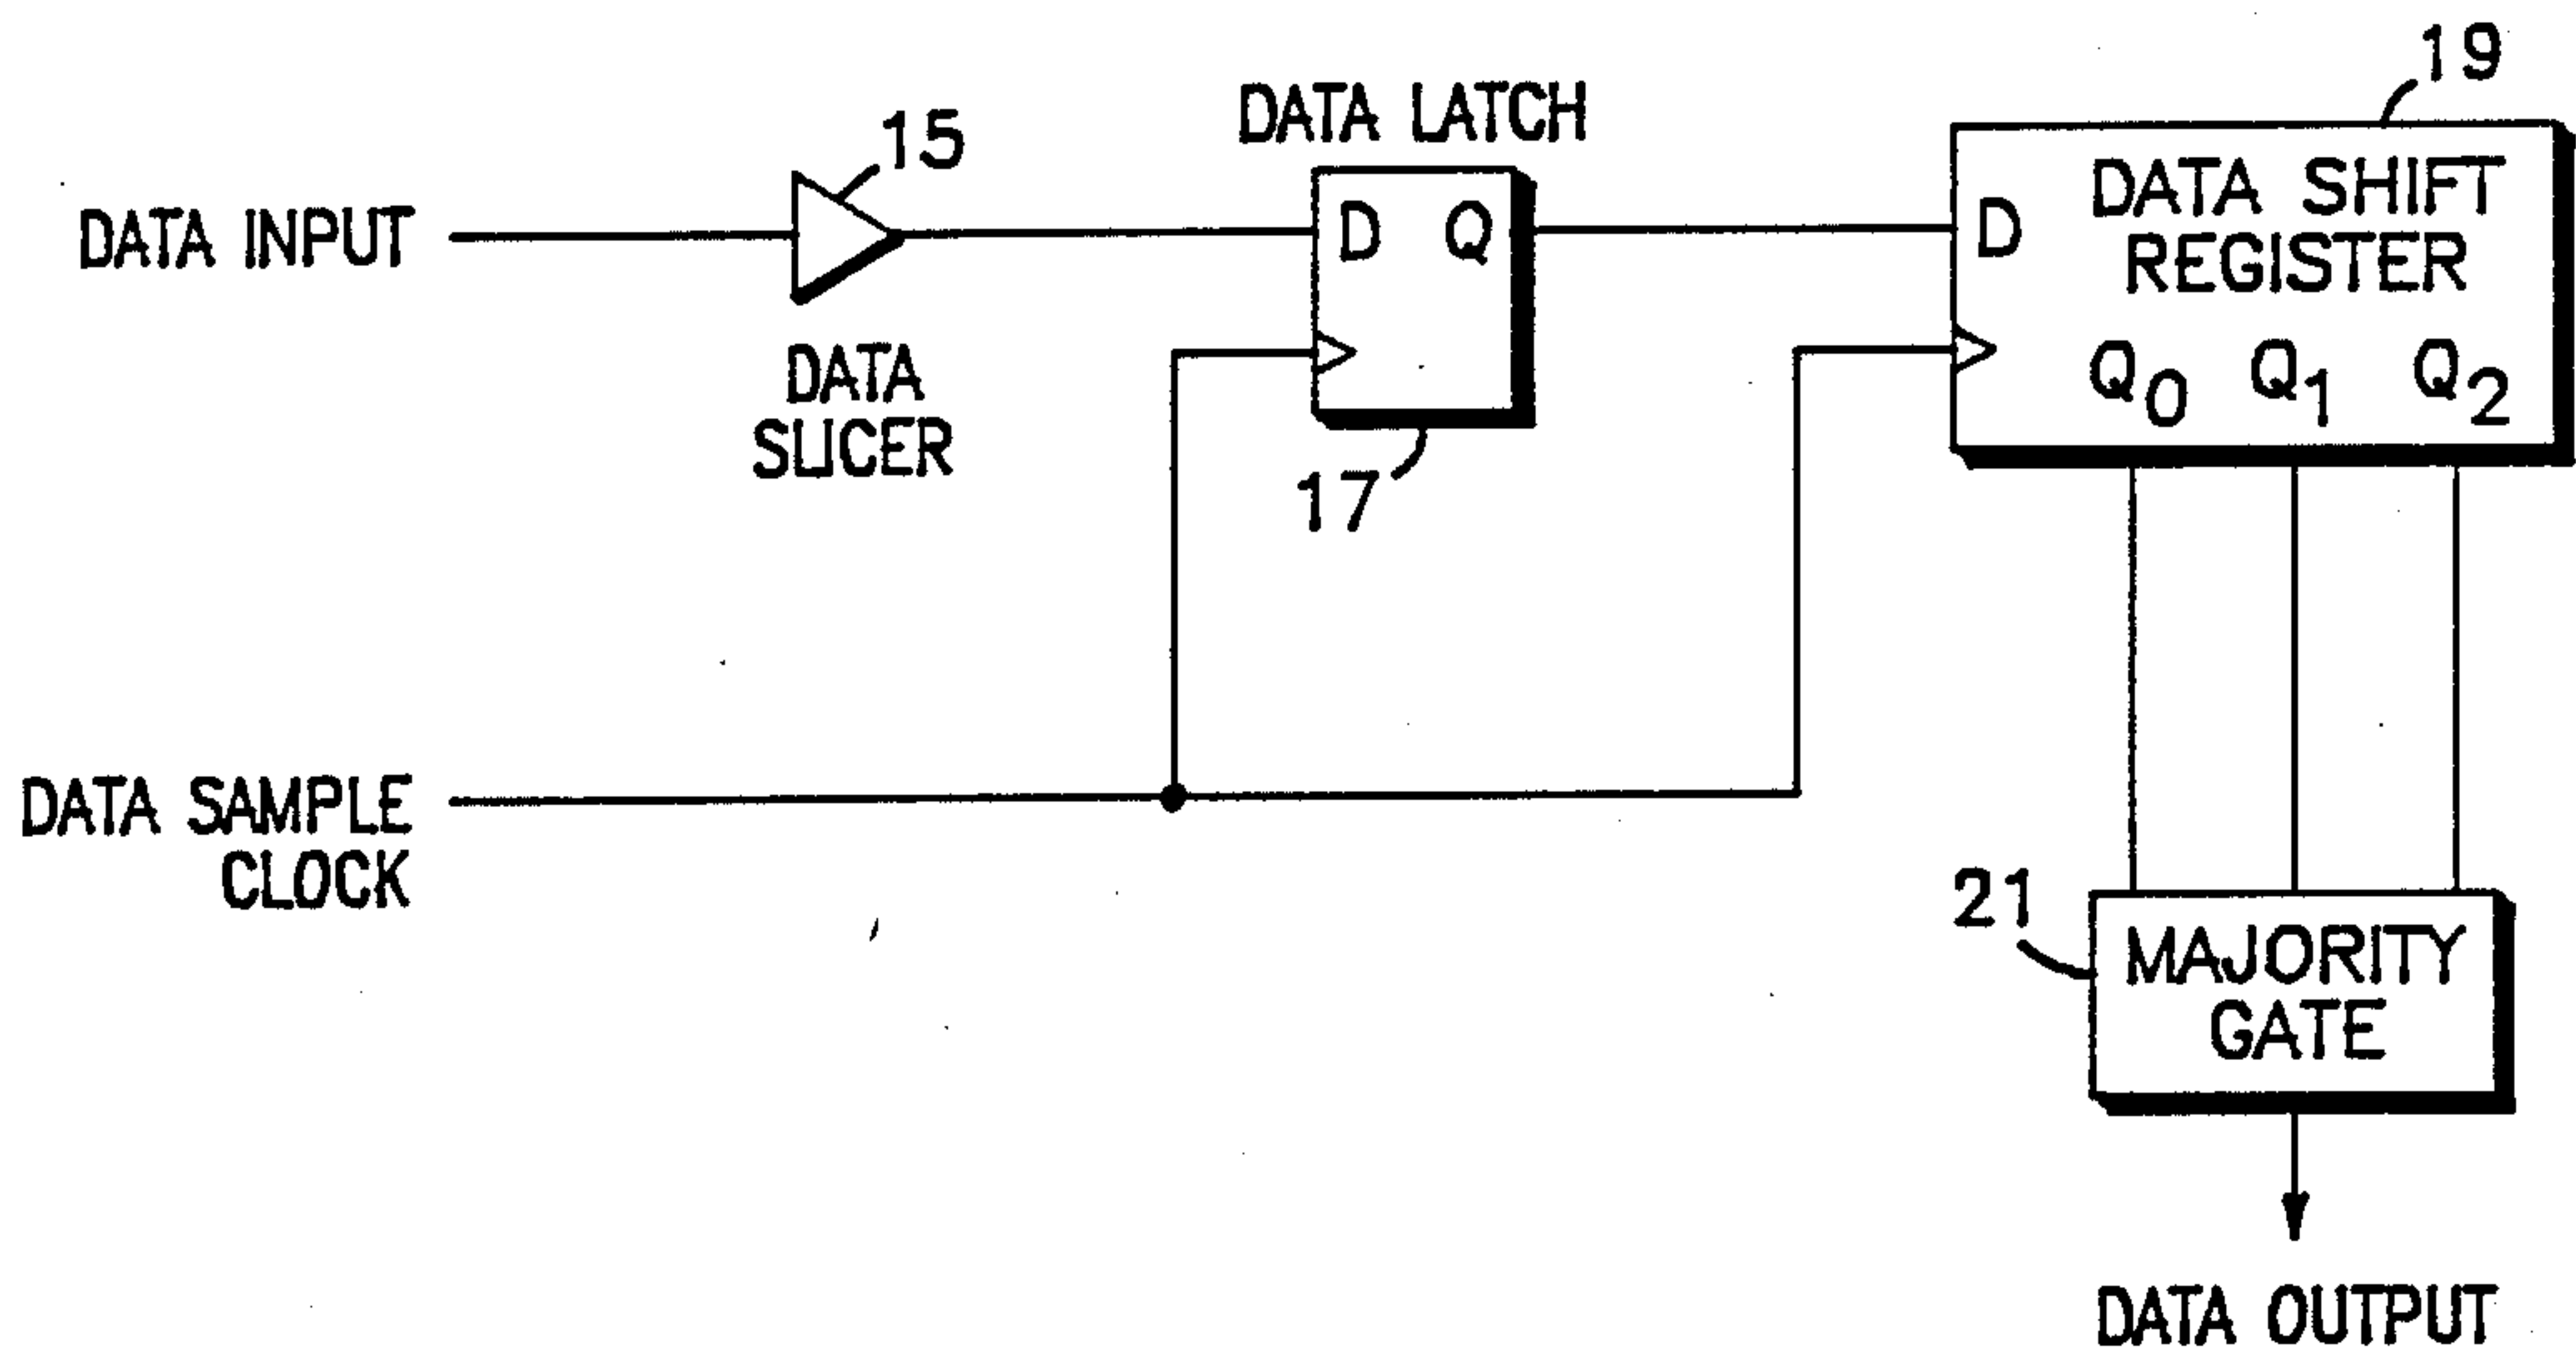 19
15
DATA LATCH
DATA INPUT
D Q
D
DATA SHIFT
REGISTER
Q0 Q1 Q2
DATA
SLICER
17
DATA SAMPLE
CLOCK
21
MAJORITY
GATE
DATA OUTPUT